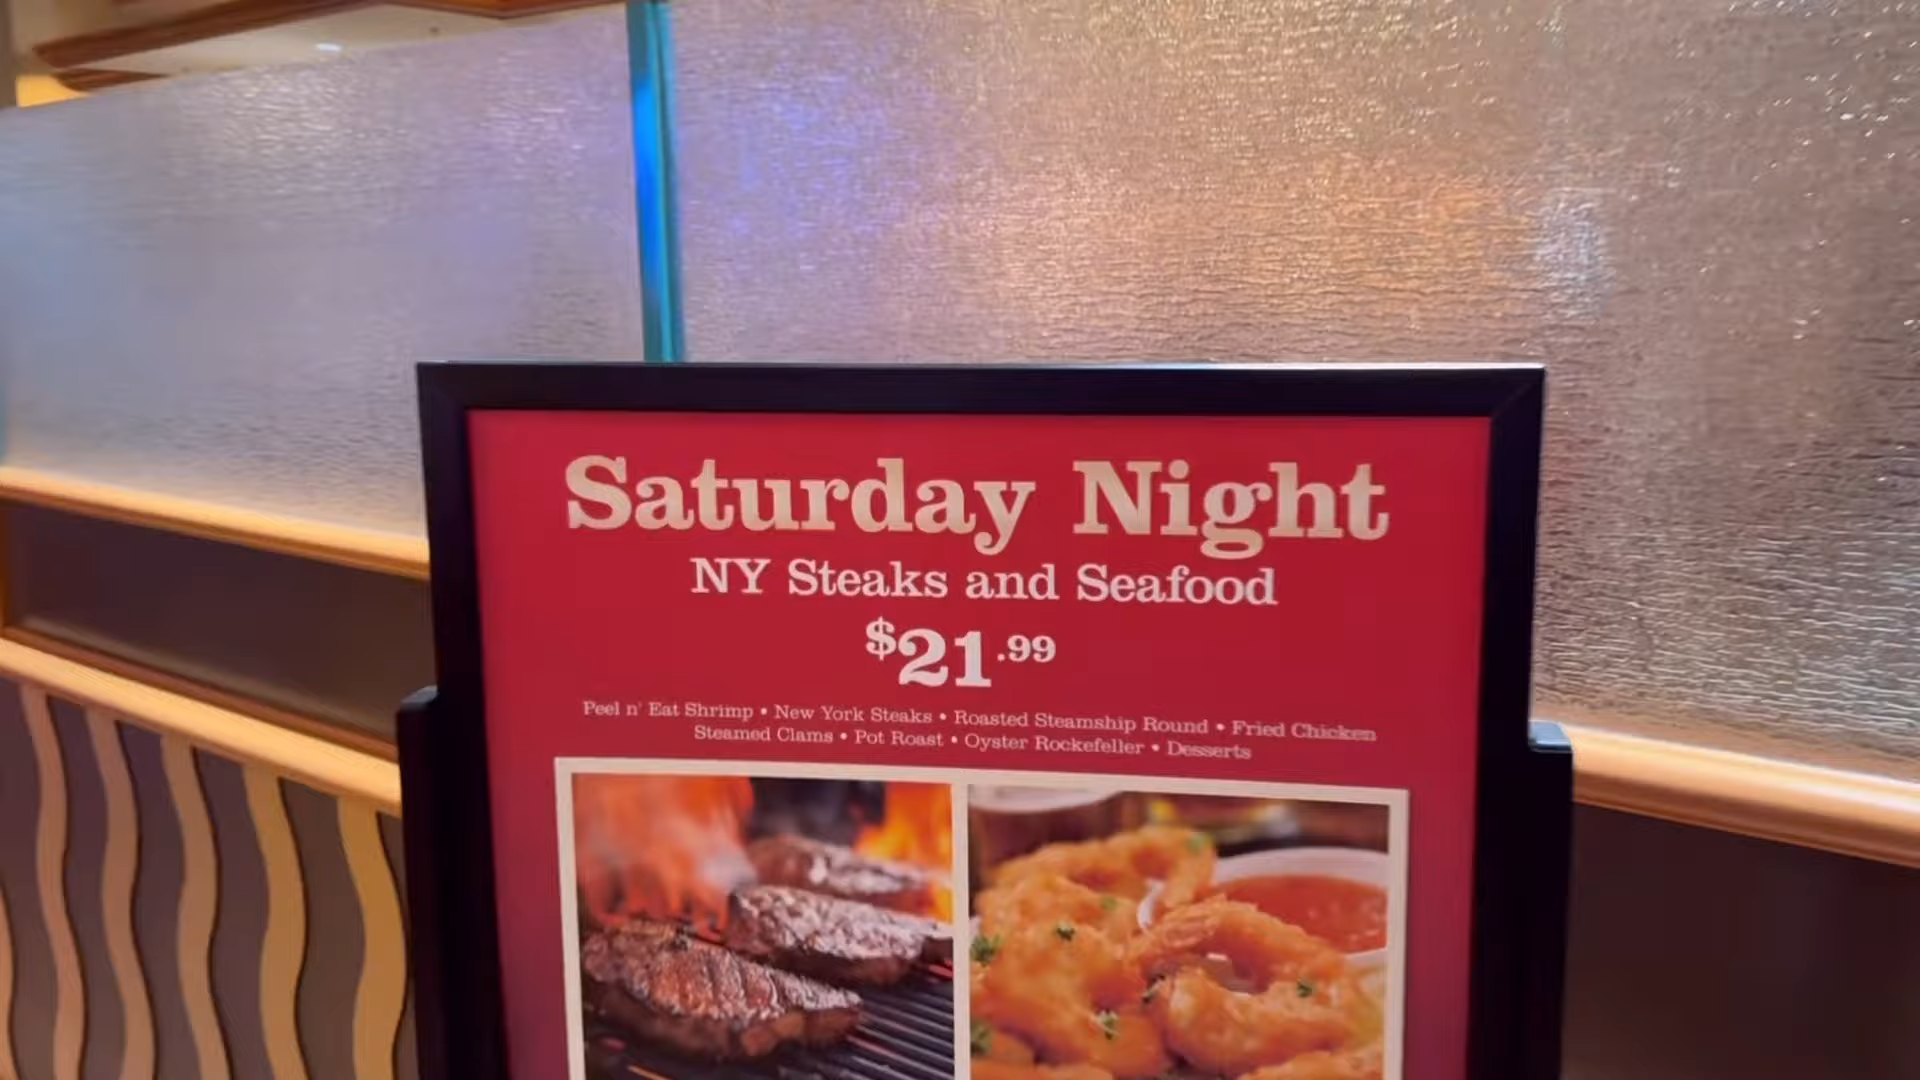 Saturday Night
NY Steaks and Seafood
$21.99
Peel n' Eat Shrimp • New York Steaks • Roasted Steamship Round • Fried Chicken
Steamed Clams • Pot Roast • Oyster Rockefeller • Desserts